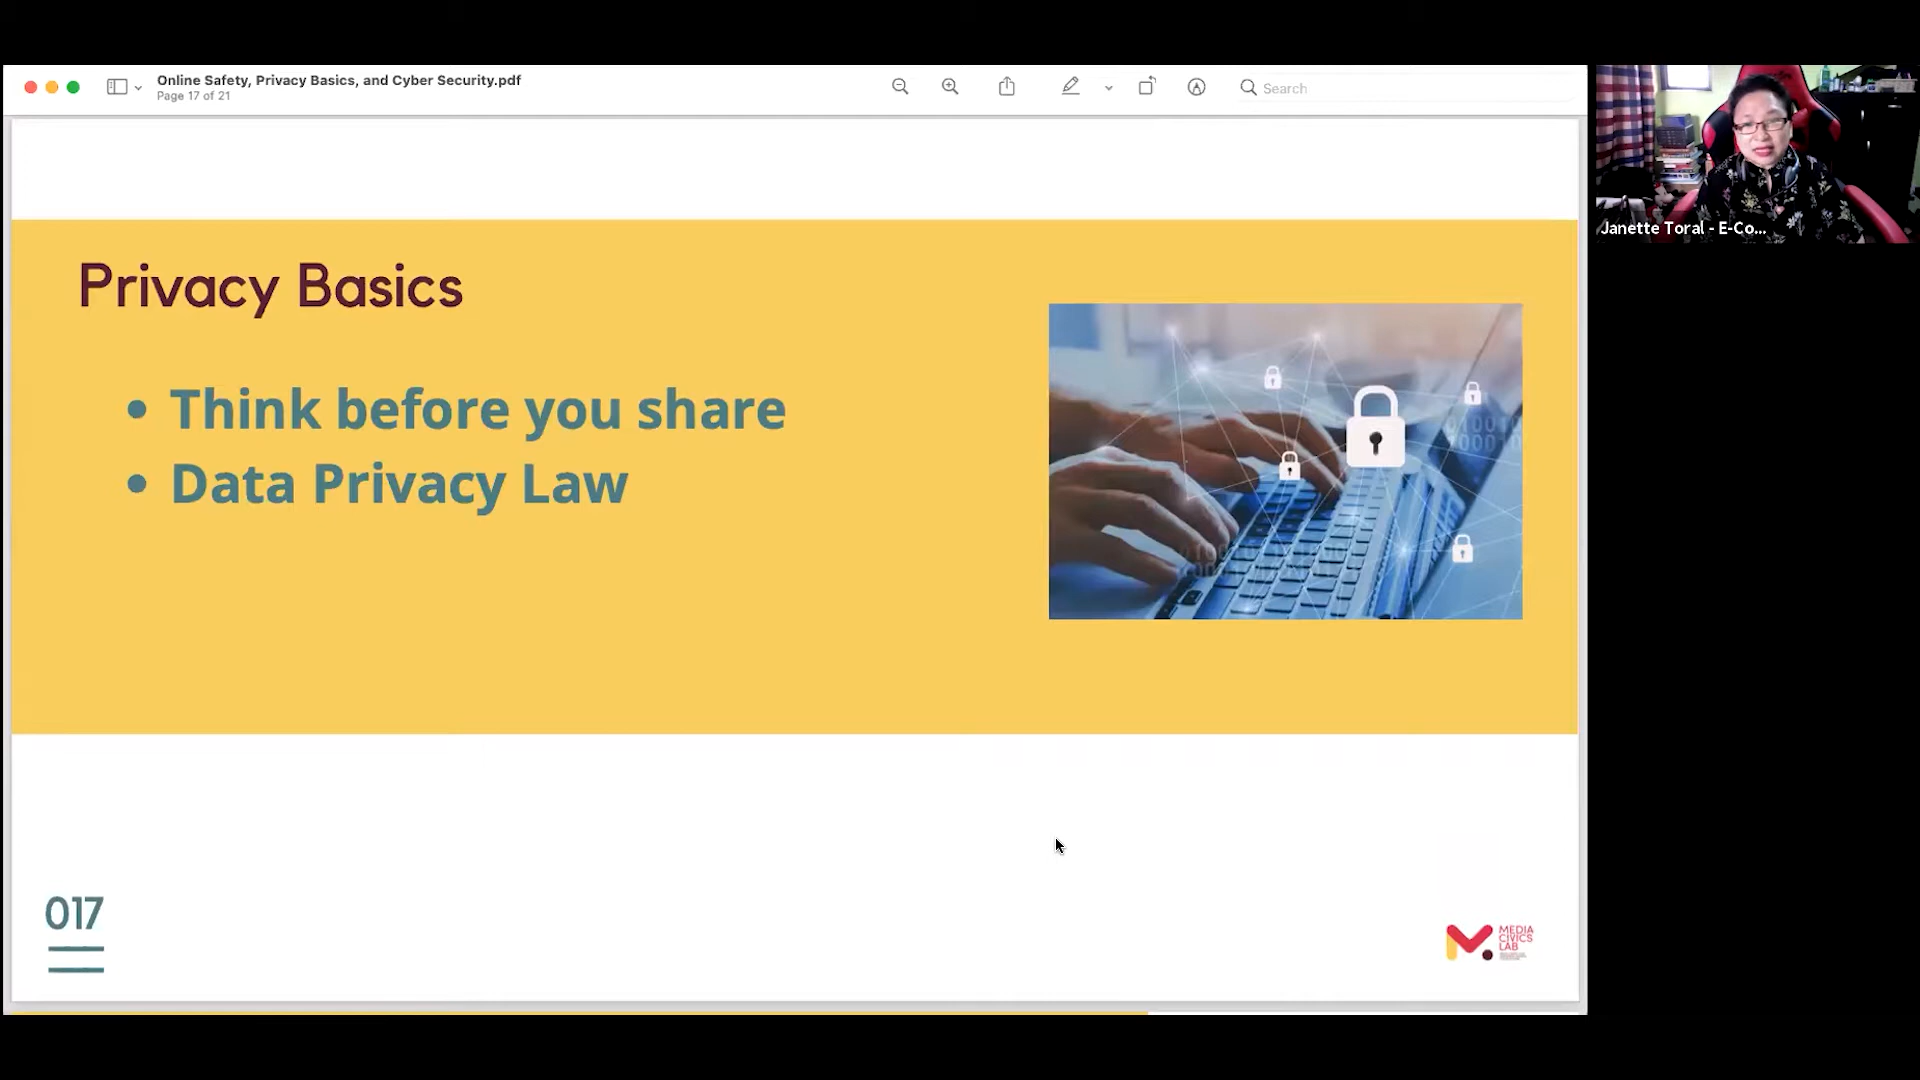 Online Safety, Privacy Basics, and Cyber Security.pdf
Page 17 of 21
Search
Privacy Basics
• Think before you share
• Data Privacy Law
Janette Toral - E-Co...
017
MEDIA
CIVICS
LAB